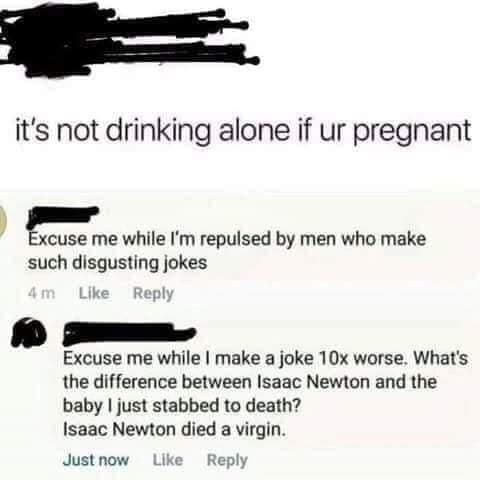 it's not drinking alone if ur pregnant
Excuse me while I'm repulsed by men who make
such disgusting jokes
4 m Like Reply
Excuse me while I make a joke 10x worse. What's
the difference between Isaac Newton and the
baby I just stabbed to death?
Isaac Newton died a virgin.
Just now Like Reply